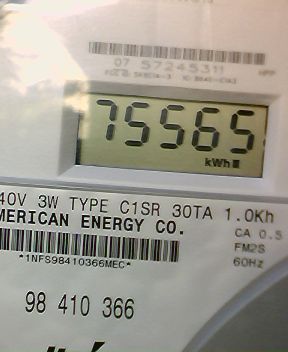 07 57245311
75565
kWh
40V 3W TYPE C1SR 30TA 1.0Kh
MERICAN ENERGY CO.
CA 0.5
FM2S
*1NFS98410366MEC*
60Hz
98 410 366